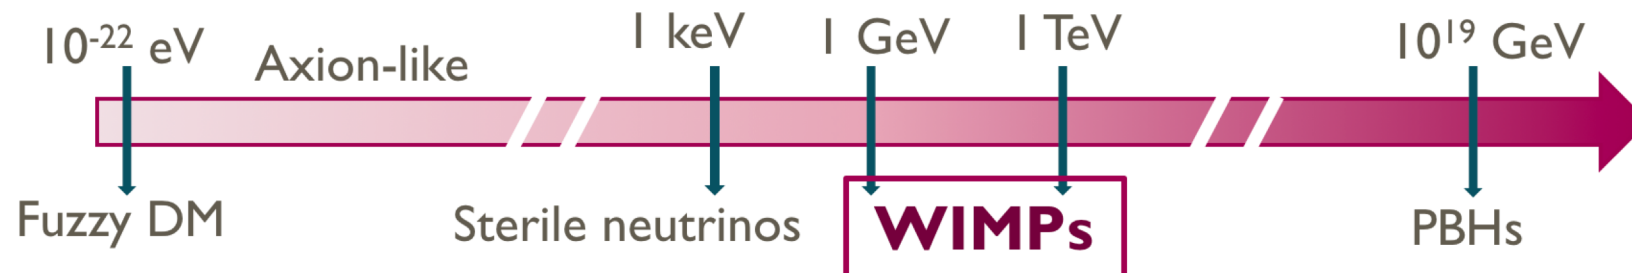 10⁻²² eV
Axion-like
1 keV
1 GeV
1 TeV
10¹⁹ GeV
Fuzzy DM
Sterile neutrinos
WIMPs
PBHs